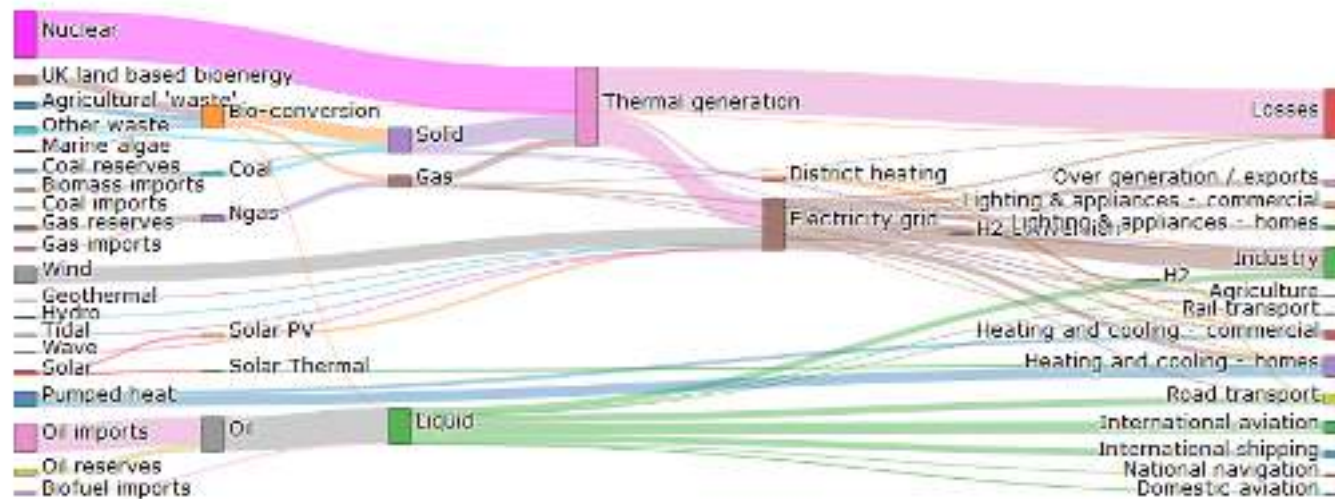 Nuclear
UK land based bioenergy
Agricultural 'waste'
Other waste
Marine algae
Coal reserves
Biomass imports
Coal imports
Gas reserves
Gas imports
Wind
Geothermal
Hydro
Tidal
Wave
Solar
Pumped heat
Oil imports
Oil reserves
Biofuel imports
Bio-conversion
Coal
Ngas
Solar PV
Solar Thermal
Oil
Solid
Gas
Liquid
Thermal generation
District heating
Electricity grid
H2 conversion
H2
Losses
Over generation / exports
Lighting & appliances - commercial
Lighting & appliances - homes
Industry
Agriculture
Rail transport
Heating and cooling - commercial
Heating and cooling - homes
Road transport
International aviation
International shipping
National navigation
Domestic aviation